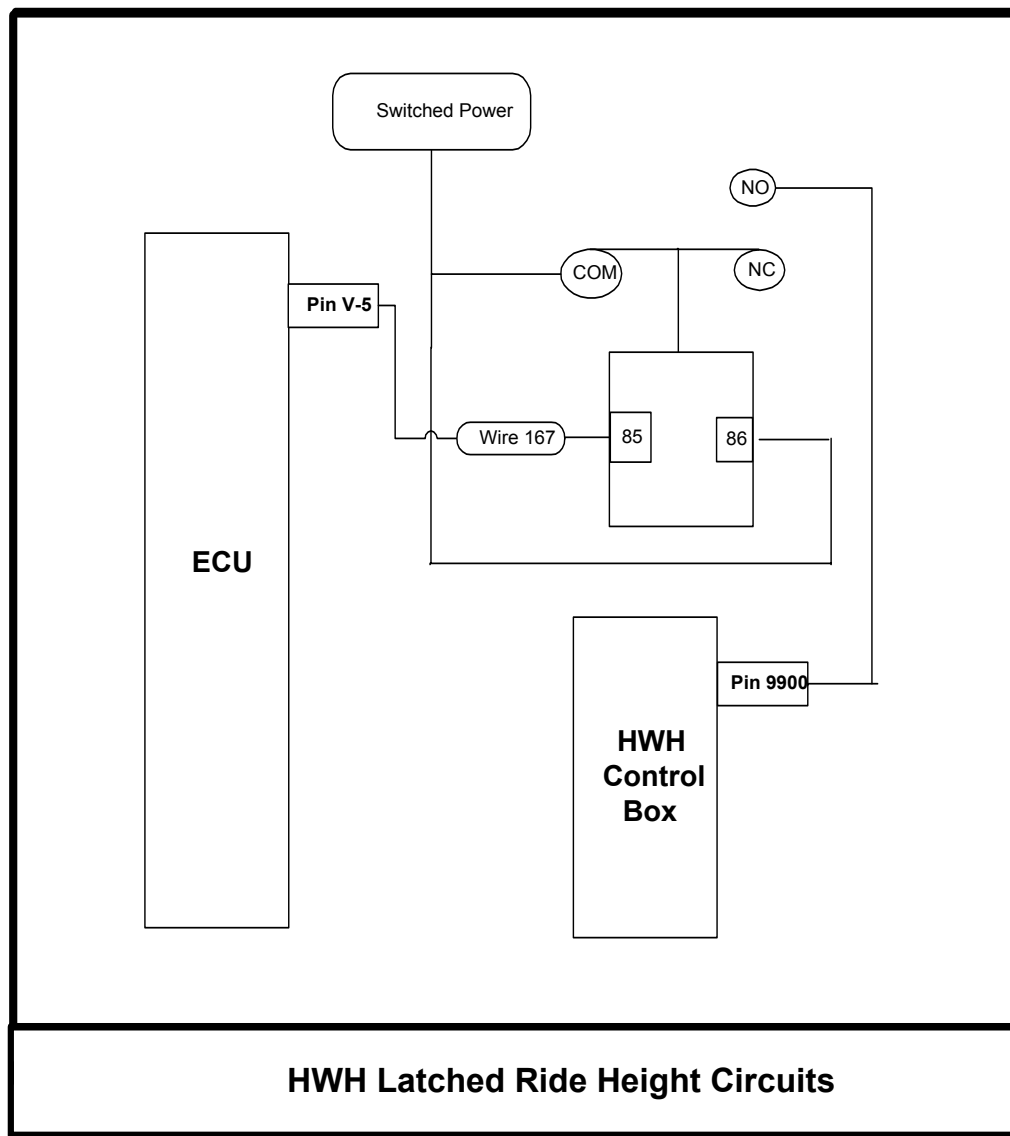 Switched Power
NO
COM
NC
Pin V-5
Wire 167
85
86
ECU
Pin 9900
HWH
Control
Box
HWH Latched Ride Height Circuits